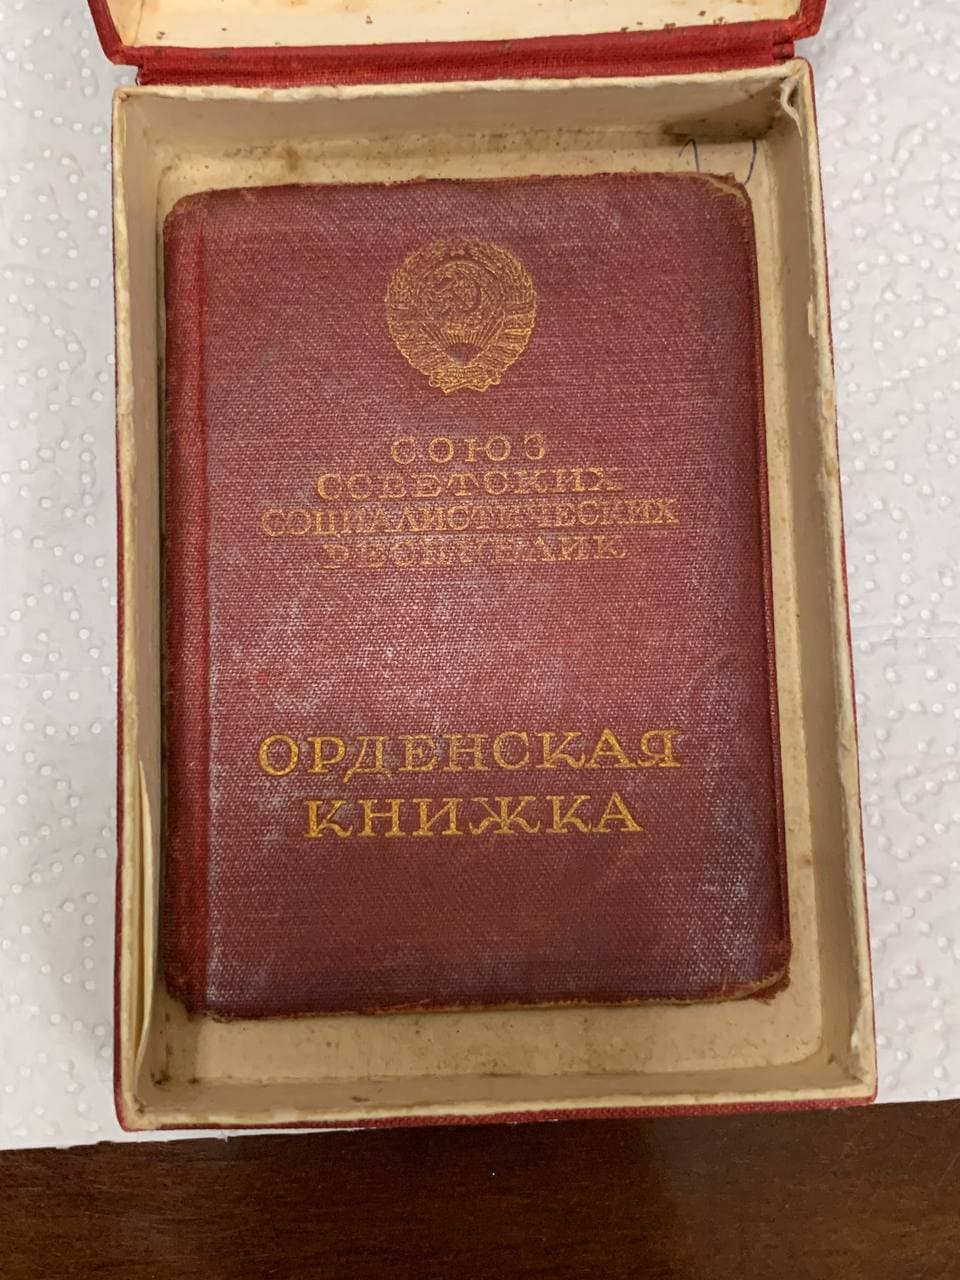 СОЮЗ
СОВЕТСКИХ
СОЦИАЛИСТИЧЕСКИХ
РЕСПУБЛИК
ОРДЕНСКАЯ
КНИЖКА